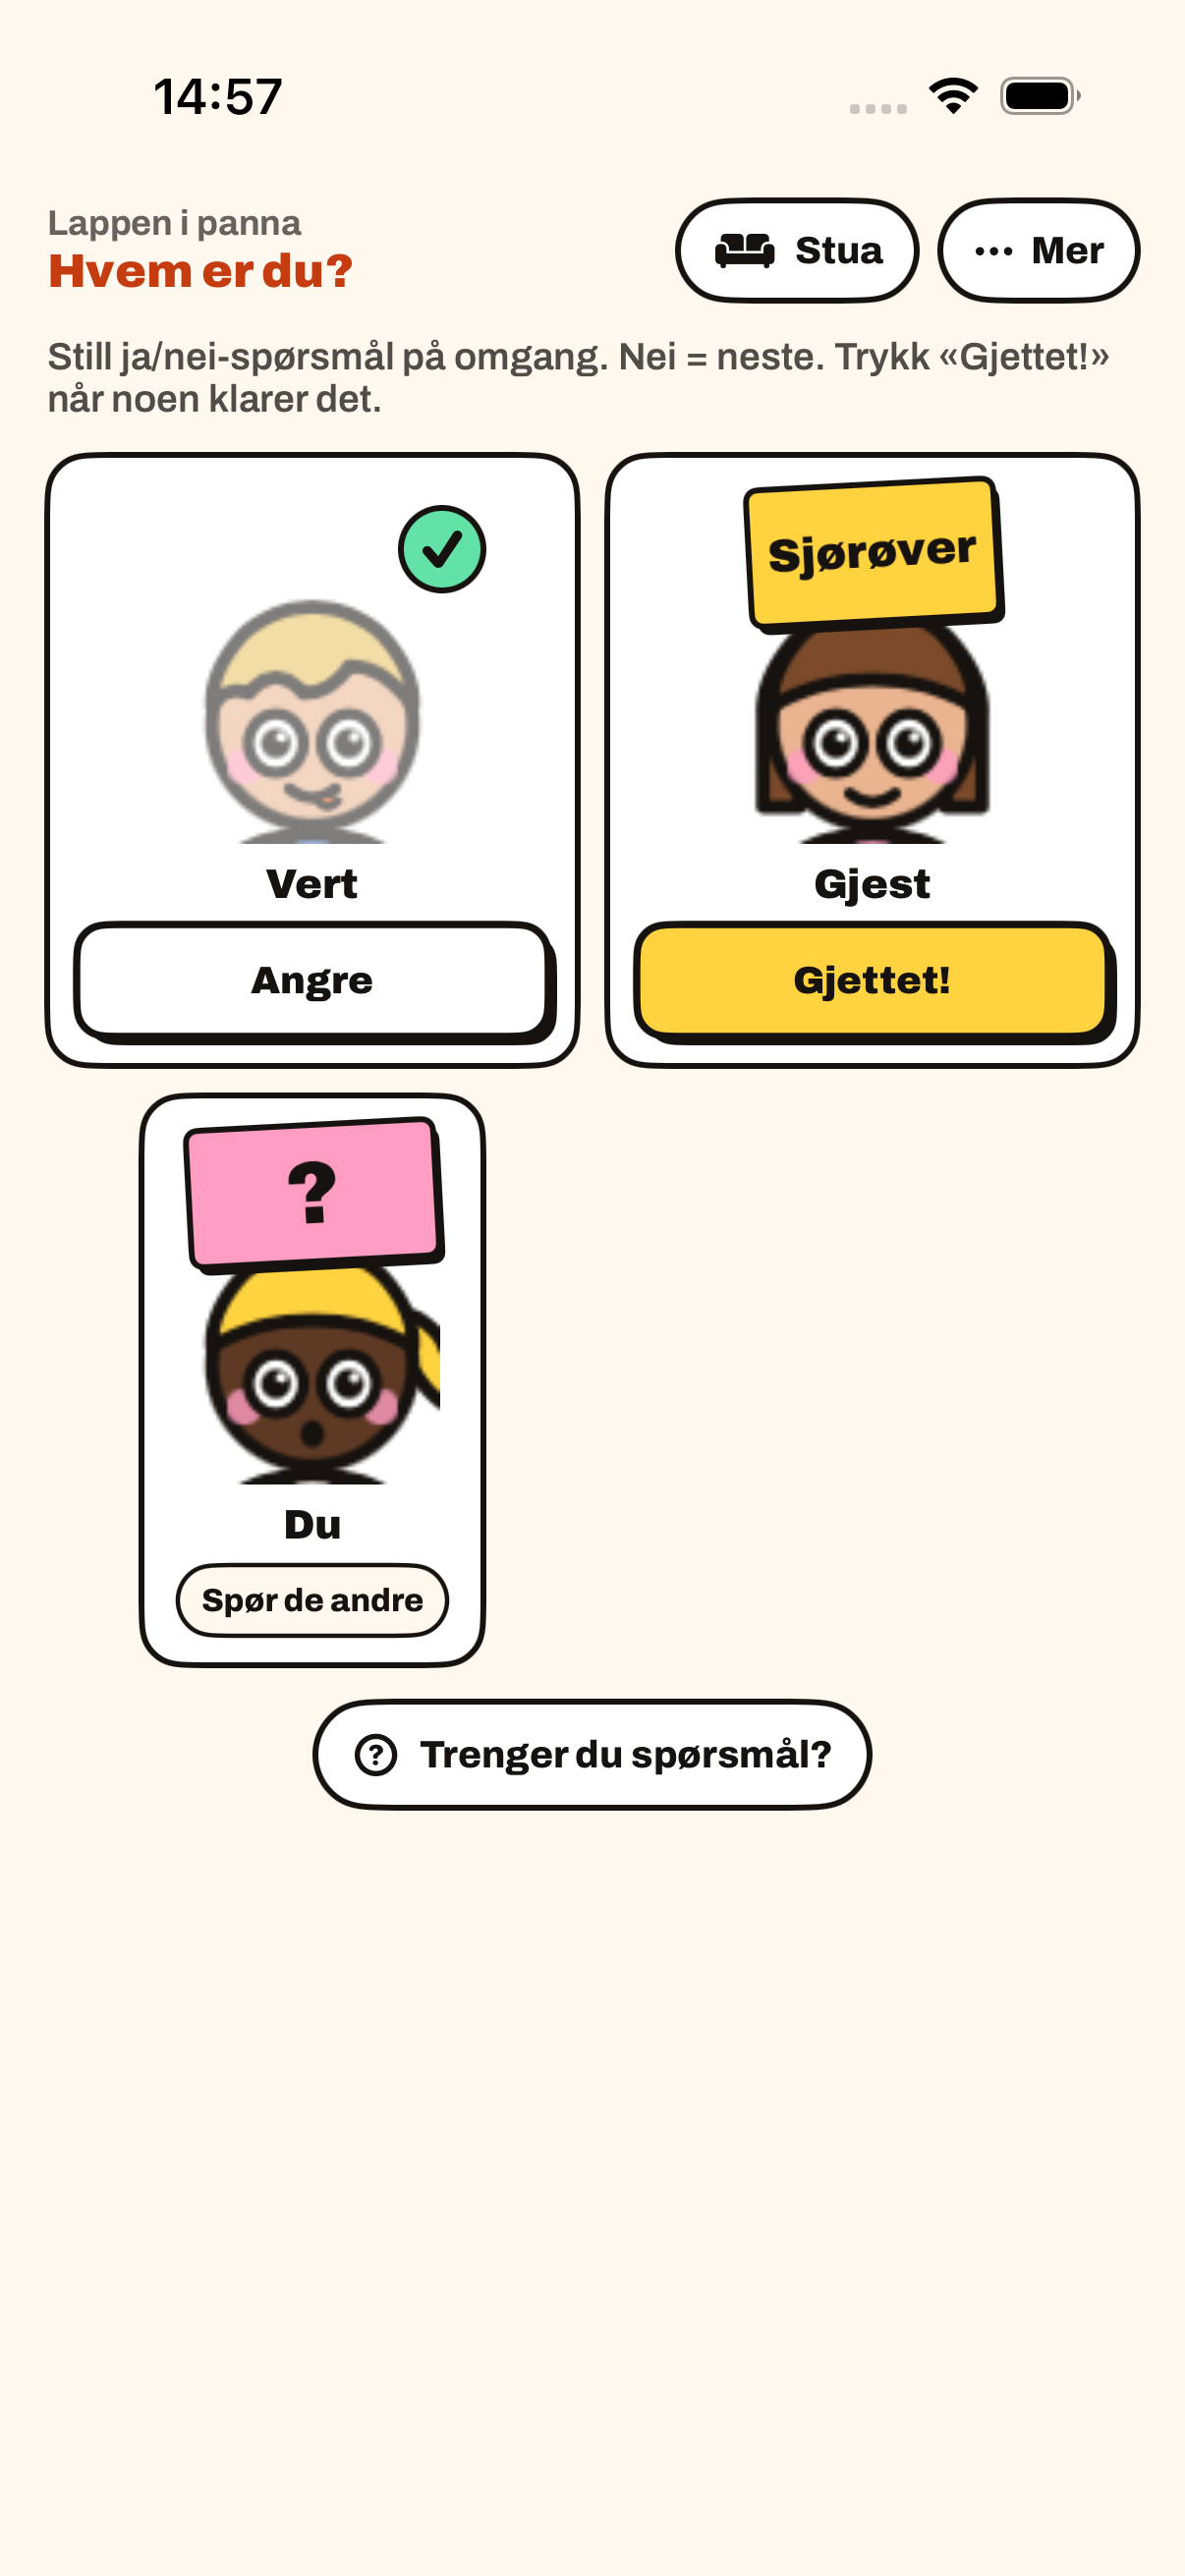 14:57
Lappen i panna
Hvem er du?
Stua
Mer
Still ja/nei-spørsmål på omgang. Nei = neste. Trykk «Gjettet!»
når noen klarer det.
Sjørøver
Vert
Gjest
Angre
Gjettet!
?
Du
Spør de andre
? Trenger du spørsmål?